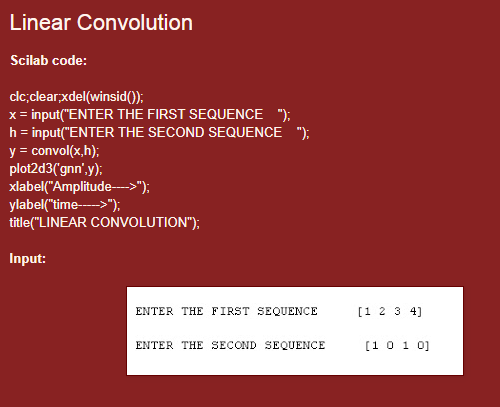 Linear Convolution
Scilab code:
clc;clear;xdel(winsid());
x = input("ENTER THE FIRST SEQUENCE    ");
h = input("ENTER THE SECOND SEQUENCE    ");
y = convol(x,h);
plot2d3('gnn',y);
xlabel("Amplitude---->");
ylabel("time----->");
title("LINEAR CONVOLUTION");
Input:
ENTER THE FIRST SEQUENCE     [1 2 3 4]
ENTER THE SECOND SEQUENCE     [1 0 1 0]